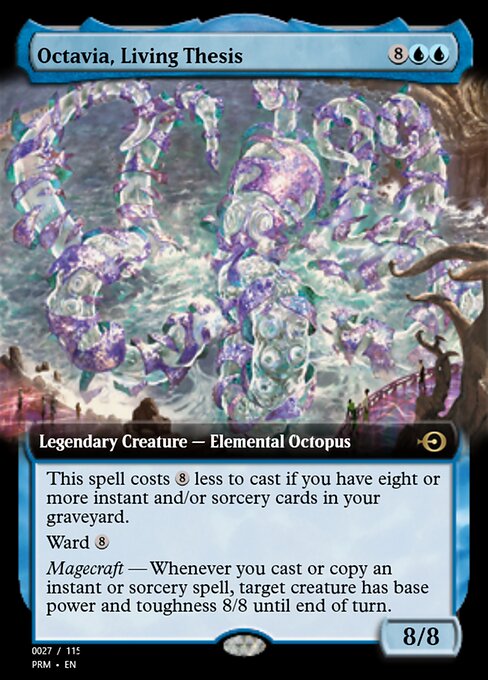 Octavia, Living Thesis 8
Legendary Creature — Elemental Octopus
This spell costs 8 less to cast if you have eight or
more instant and/or sorcery cards in your
graveyard.
Ward 8
Magecraft — Whenever you cast or copy an
instant or sorcery spell, target creature has base
power and toughness 8/8 until end of turn.
8/8
0027 / 115
PRM • EN